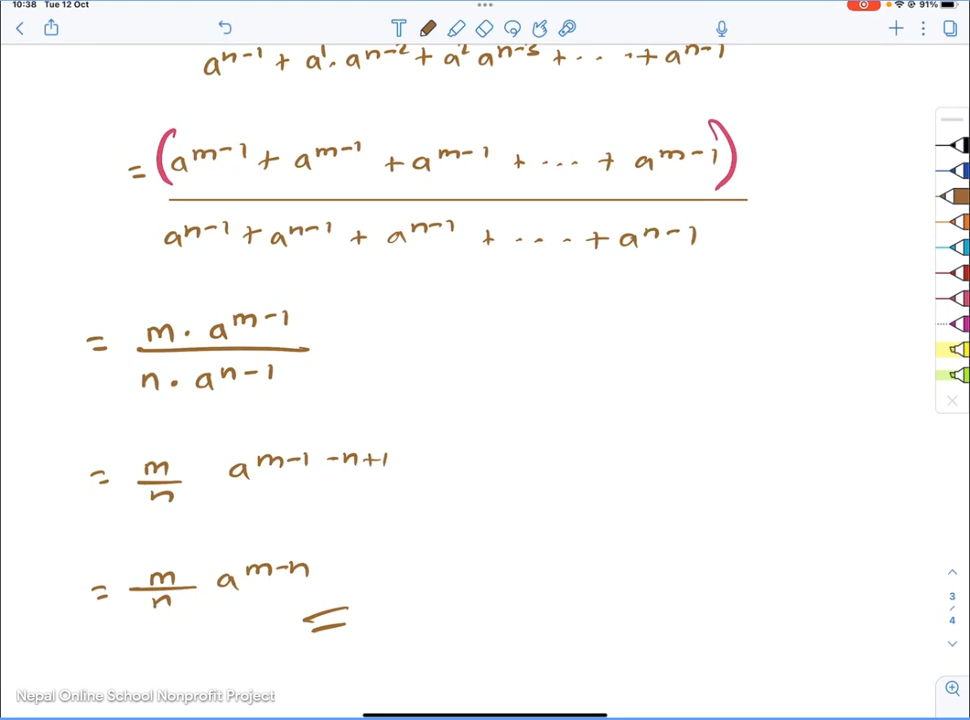 10:38 Tue 12 Oct
91%
aⁿ⁻¹ + a¹. aⁿ⁻² + a² aⁿ⁻³ + .. . .. + aⁿ⁻¹
= (aᵐ⁻¹ + aᵐ⁻¹ + aᵐ⁻¹ + ... + aᵐ⁻¹)
aⁿ⁻¹ + aⁿ⁻¹ + aⁿ⁻¹ + .... + aⁿ⁻¹
= m . aᵐ⁻¹
n . aⁿ⁻¹
= m/n aᵐ⁻¹ ⁻ⁿ⁺¹
= m/n aᵐ⁻ⁿ
T
3
/
4
Nepal Online School Nonprofit Project